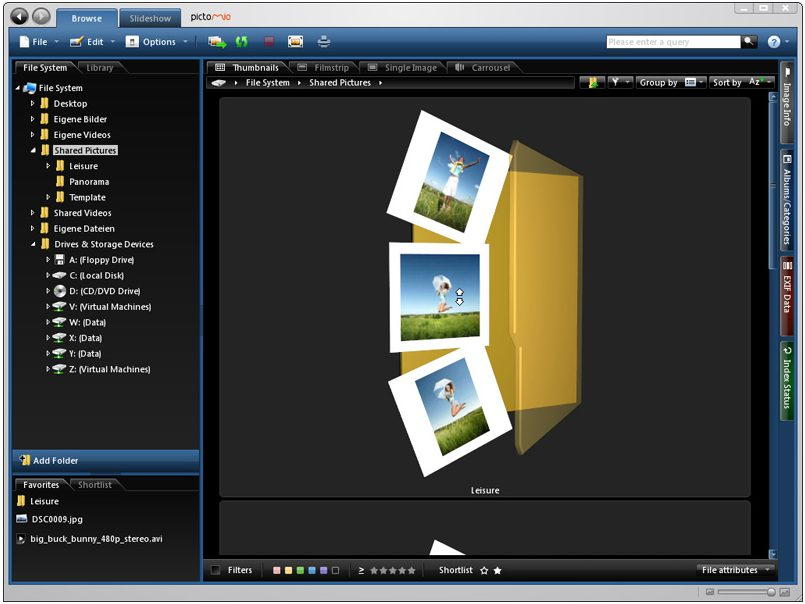 Browse
Slideshow
pictomio
File
Edit
Options
Please enter a query
File System
Library
File System
Desktop
Eigene Bilder
Eigene Videos
Shared Pictures
Leisure
Panorama
Template
Shared Videos
Eigene Dateien
Drives & Storage Devices
A: (Floppy Drive)
C: (Local Disk)
D: (CD/DVD Drive)
V: (Virtual Machines)
W: (Data)
X: (Data)
Y: (Data)
Z: (Virtual Machines)
Add Folder
Favorites
Shortlist
Leisure
DSC0009.jpg
big_buck_bunny_480p_stereo.avi
Thumbnails
Filmstrip
Single Image
Carrousel
File System
Shared Pictures
Group by
Sort by
Az
Leisure
Filters
≥
Shortlist
File attributes
Image Info
Albums/Categories
EXIF Data
Index Status